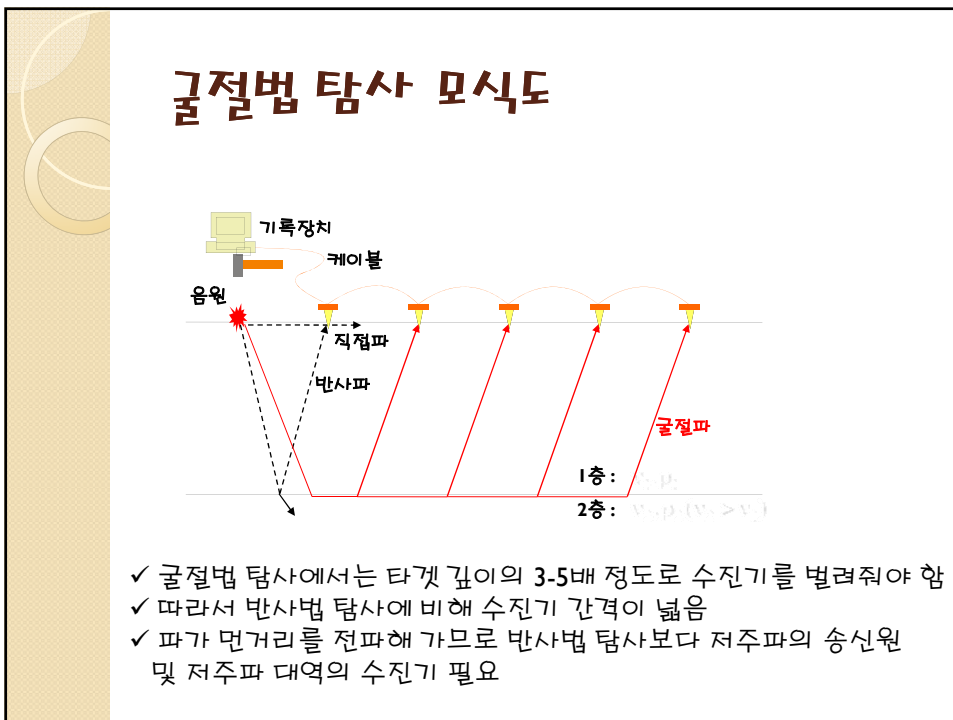 굴절법 탐사 모식도
기록장치
케이블
음원
직접파
반사파
굴절파
1층 :
2층 :
✓ 굴절법 탐사에서는 타겟 깊이의 3-5배 정도로 수진기를 벌려줘야 함
✓ 따라서 반사법 탐사에 비해 수진기 간격이 넓음
✓ 파가 먼거리를 전파해 가므로 반사법 탐사보다 저주파의 송신원
및 저주파 대역의 수진기 필요